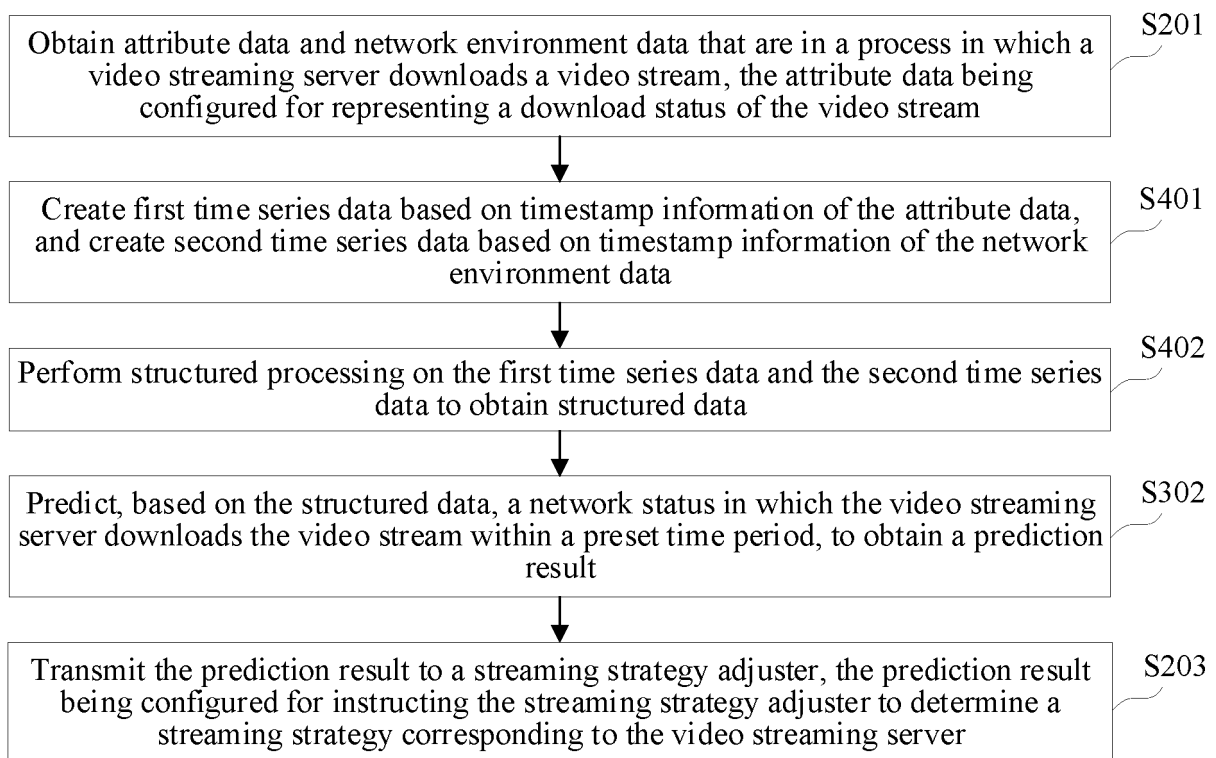 S201
Obtain attribute data and network environment data that are in a process in which a
video streaming server downloads a video stream, the attribute data being
configured for representing a download status of the video stream
S401
Create first time series data based on timestamp information of the attribute data,
and create second time series data based on timestamp information of the network
environment data
S402
Perform structured processing on the first time series data and the second time series
data to obtain structured data
S302
Predict, based on the structured data, a network status in which the video streaming
server downloads the video stream within a preset time period, to obtain a prediction
result
S203
Transmit the prediction result to a streaming strategy adjuster, the prediction result
being configured for instructing the streaming strategy adjuster to determine a
streaming strategy corresponding to the video streaming server